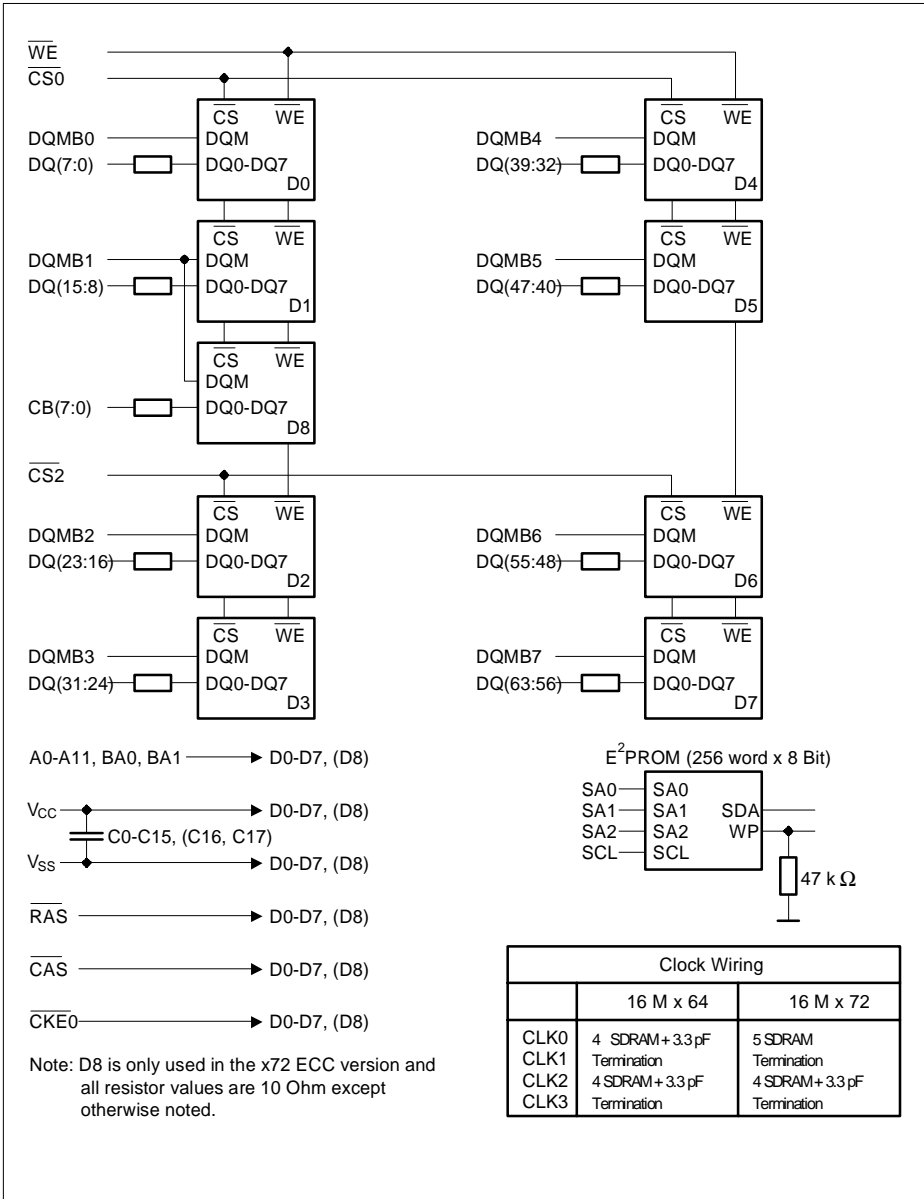 WE
CS0
CS WE
DQMB0 DQM
DQ(7:0) DQ0-DQ7
D0
CS WE
DQMB4 DQM
DQ(39:32) DQ0-DQ7
D4
CS WE
DQMB1 DQM
DQ(15:8) DQ0-DQ7
D1
CS WE
DQMB5 DQM
DQ(47:40) DQ0-DQ7
D5
CS WE
DQM
CB(7:0) DQ0-DQ7
D8
CS2
CS WE
DQMB2 DQM
DQ(23:16) DQ0-DQ7
D2
CS WE
DQMB6 DQM
DQ(55:48) DQ0-DQ7
D6
CS WE
DQMB3 DQM
DQ(31:24) DQ0-DQ7
D3
CS WE
DQMB7 DQM
DQ(63:56) DQ0-DQ7
D7
A0-A11, BA0, BA1 D0-D7, (D8)
VCC D0-D7, (D8)
C0-C15, (C16, C17)
VSS D0-D7, (D8)
RAS D0-D7, (D8)
CAS D0-D7, (D8)
CKE0 D0-D7, (D8)
Note: D8 is only used in the x72 ECC version and
all resistor values are 10 Ohm except
otherwise noted.
E²PROM (256 word x 8 Bit)
SA0 SA0
SA1 SA1 SDA
SA2 SA2 WP
SCL SCL
47 k Ω
Clock Wiring
16 M x 64 16 M x 72
CLK0 4 SDRAM + 3.3 pF 5 SDRAM
CLK1 Termination Termination
CLK2 4 SDRAM + 3.3 pF 4 SDRAM + 3.3 pF
CLK3 Termination Termination